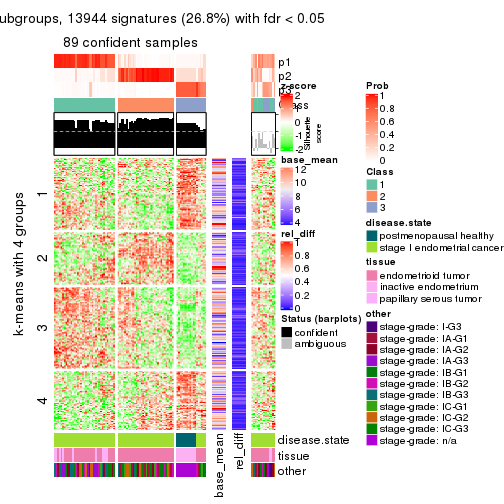 ubgroups, 13944 signatures (26.8%) with fdr < 0.05
89 confident samples
p1
p2
p3
Class
1
2
3
4
k-means with 4 groups
base_mean
rel_diff
disease.state
tissue
other
z-score
2
1
0
-1
-2
Silhouette
score
base_mean
12
10
8
6
4
rel_diff
1
0.8
0.6
0.4
0.2
0
Status (barplots)
confident
ambiguous
Prob
1
0.8
0.6
0.4
0.2
0
Class
1
2
3
disease.state
postmenopausal healthy
stage I endometrial cancer
tissue
endometrioid tumor
inactive endometrium
papillary serous tumor
other
stage-grade: I-G3
stage-grade: IA-G1
stage-grade: IA-G2
stage-grade: IA-G3
stage-grade: IB-G1
stage-grade: IB-G2
stage-grade: IB-G3
stage-grade: IC-G1
stage-grade: IC-G2
stage-grade: IC-G3
stage-grade: n/a